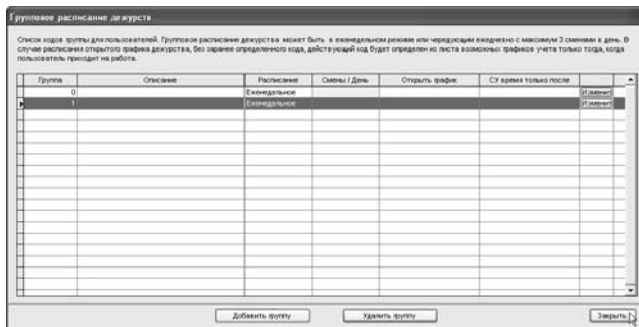 Групповое расписание дежурств
Список кодов группы для пользователей. Групповое расписание дежурства может быть в еженедельном режиме или чередующим ежедневно с максимум 3 сменами в день. В
случае расписания открытого графика дежурства, без заранее определенного кода, действующий код будет определен из листа возможных графиков учета только тогда, когда
пользователь приходит на работа.
Группа Описание Расписание Смены / День Открыть график СУ время только после
0 Еженедельное Изменит
1 Еженедельное Изменит
Добавить группу Удалить группу Закрыть